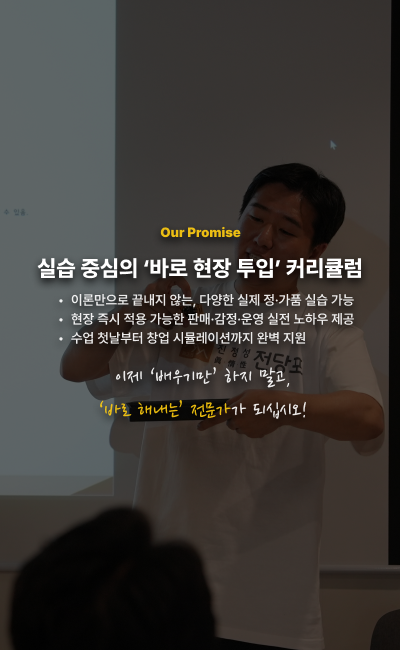 Our Promise
실습 중심의 ‘바로 현장 투입’ 커리큘럼
• 이론만으로 끝내지 않는, 다양한 실제 정·가품 실습 가능
• 현장 즉시 적용 가능한 판매·감정·운영 실전 노하우 제공
• 수업 첫날부터 창업 시뮬레이션까지 완벽 지원
전당포
이제 ‘배우기만’ 하지 말고,
‘바로 해내는’ 전문가가 되십시오!